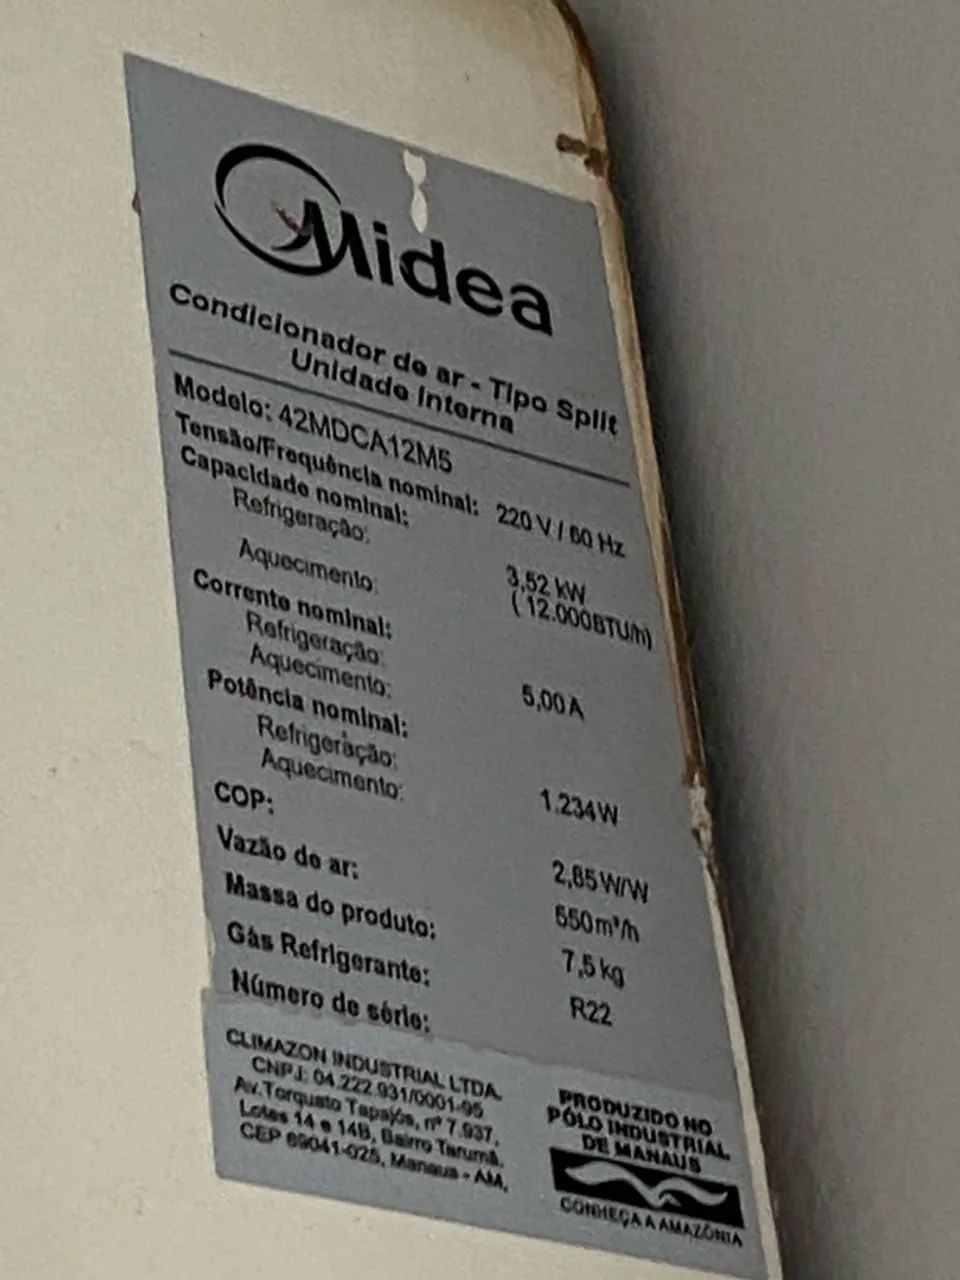 Midea
Condicionador de ar - Tipo Split
Unidade Interna
Modelo: 42MDCA12M5
Tensão/Frequência nominal: 220 V / 60 Hz
Capacidade nominal:
Refrigeração: 3,52 kW
(12.000BTU/h)
Aquecimento:
Corrente nominal:
Refrigeração: 5,00A
Aquecimento:
Potência nominal:
Refrigeração: 1.234W
Aquecimento:
COP: 2,85W/W
Vazão de ar: 550m³/h
Massa do produto: 7,5kg
Gás Refrigerante: R22
Número de série:
CLIMAZON INDUSTRIAL LTDA.
CNPJ: 04.222.931/0001-95
Av.Torquato Tapajós, nº 7.937,
Lotes 14 e 14B, Bairro Tarumã,
CEP 69041-025, Manaus - AM.
PRODUZIDO NO
PÓLO INDUSTRIAL
DE MANAUS
CONHEÇA A AMAZÔNIA